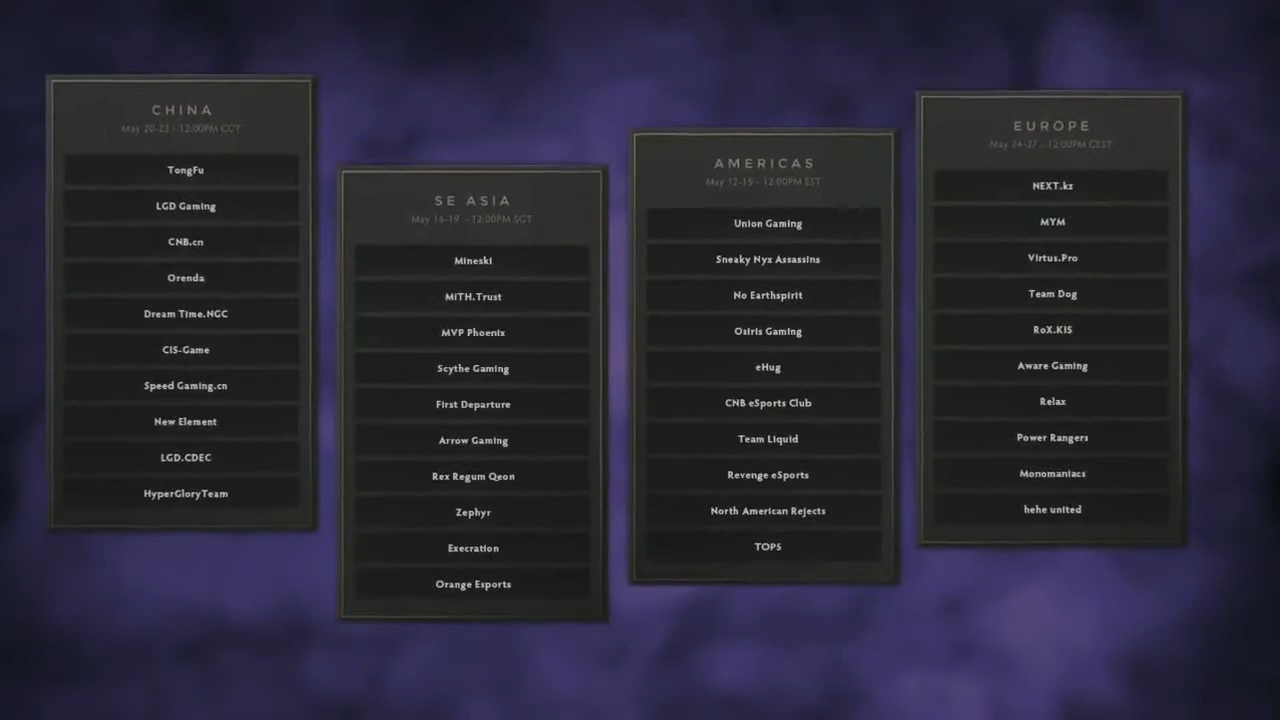 CHINA
May 20-23 - 12:00PM CCT
TongFu
LGD Gaming
CNB.cn
Orenda
Dream Time.NGC
CIS-Game
Speed Gaming.cn
New Element
LGD.CDEC
HyperGloryTeam
SE ASIA
May 16-19 - 12:00PM SGT
Mineski
MiTH.Trust
MVP Phoenix
Scythe Gaming
First Departure
Arrow Gaming
Rex Regum Qeon
Zephyr
Execration
Orange Esports
AMERICAS
May 12-15 - 12:00PM EST
Union Gaming
Sneaky Nyx Assassins
No Earthspirit
Osiris Gaming
eHug
CNB eSports Club
Team Liquid
Revenge eSports
North American Rejects
TOP5
EUROPE
May 24-27 - 12:00PM CEST
NEXT.kz
MYM
Virtus.Pro
Team Dog
RoX.KIS
Aware Gaming
Relax
Power Rangers
Monomaniacs
hehe united